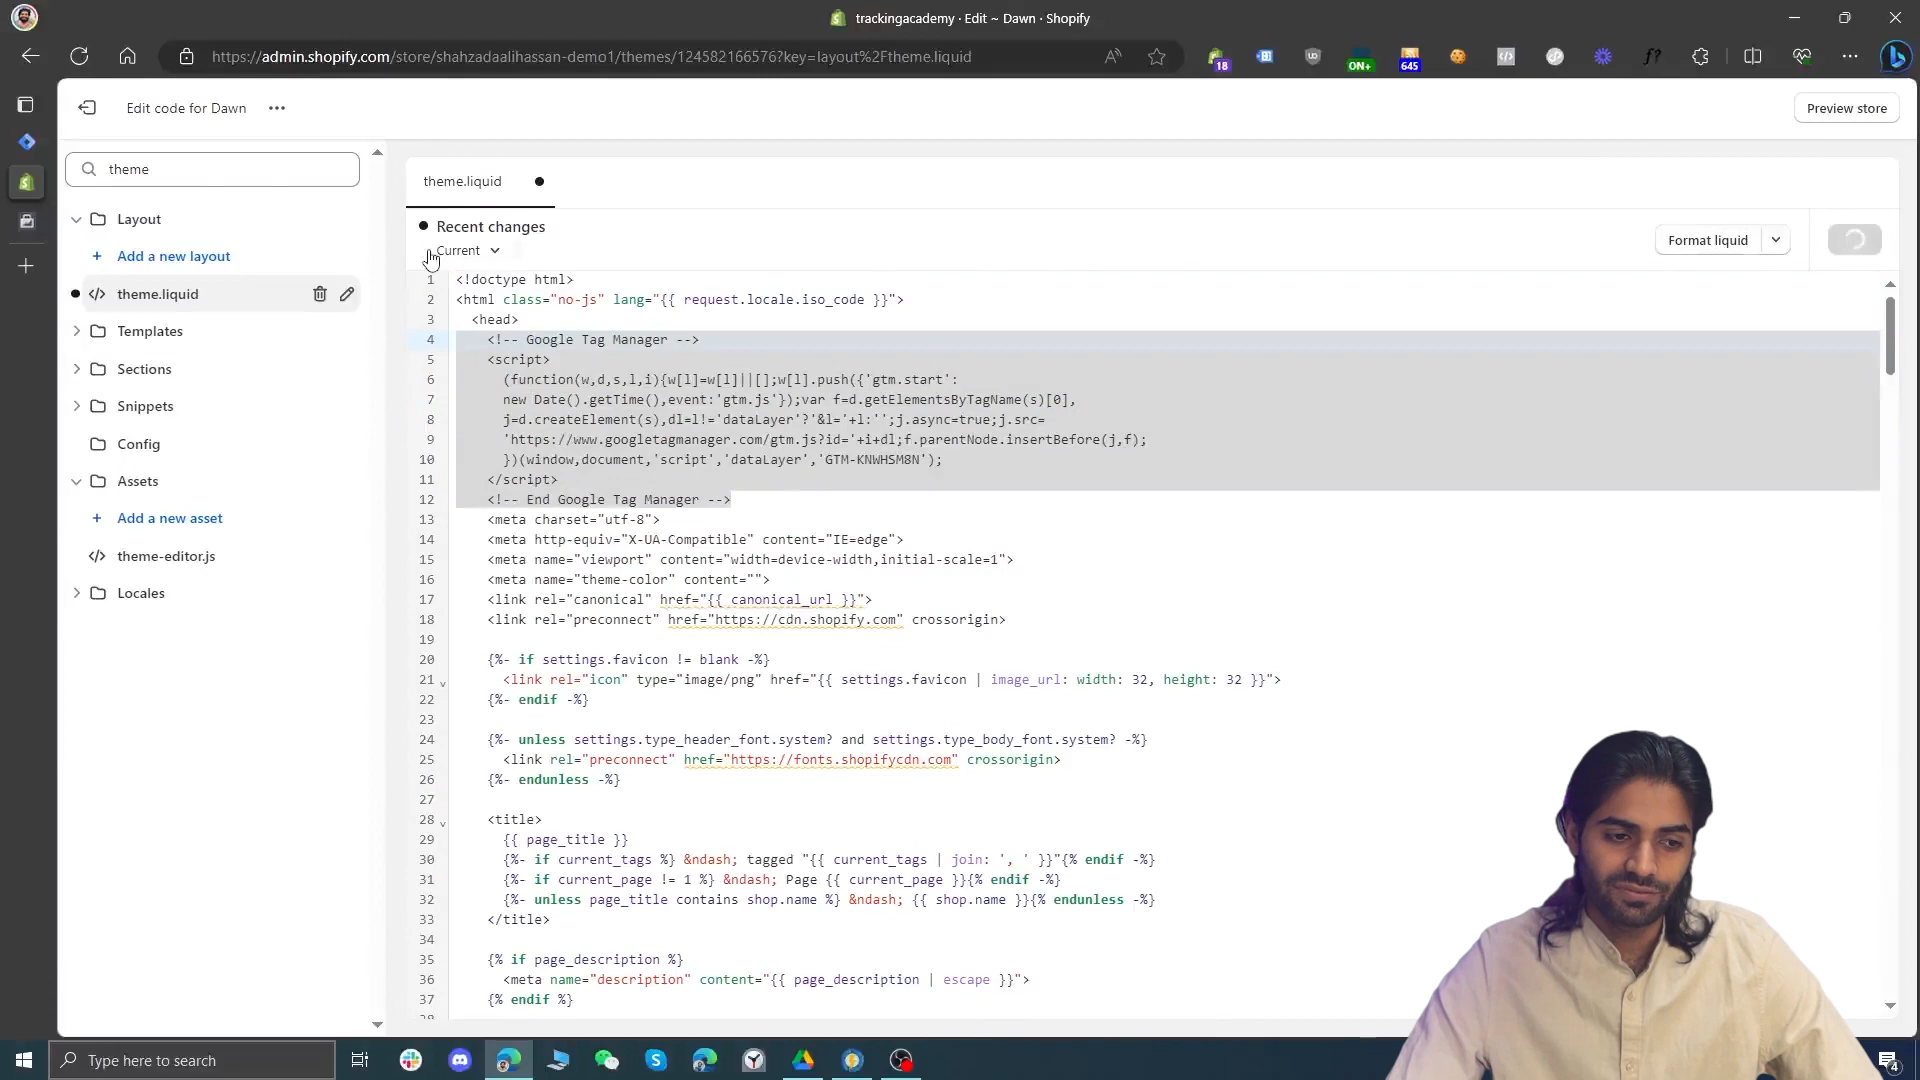 trackingacademy · Edit ~ Dawn · Shopify
https://admin.shopify.com/store/shahzadaalihassan-demo1/themes/124582166576?key=layout%2Ftheme.liquid
18
ON+
645
Edit code for Dawn
Preview store
theme
Layout
Add a new layout
theme.liquid
Templates
Sections
Snippets
Config
Assets
Add a new asset
theme-editor.js
Locales
theme.liquid
Recent changes
Current
Format liquid
1 <!doctype html>
2 <html class="no-js" lang="{{ request.locale.iso_code }}">
3 <head>
4 <!-- Google Tag Manager -->
5 <script>
6 (function(w,d,s,l,i){w[l]=w[l]||[];w[l].push({'gtm.start':
7 new Date().getTime(),event:'gtm.js'});var f=d.getElementsByTagName(s)[0],
8 j=d.createElement(s),dl=l!='dataLayer'?'&l='+l:'';j.async=true;j.src=
9 'https://www.googletagmanager.com/gtm.js?id='+i+dl;f.parentNode.insertBefore(j,f);
10 })(window,document,'script','dataLayer','GTM-KNWHSM8N');
11 </script>
12 <!-- End Google Tag Manager -->
13 <meta charset="utf-8">
14 <meta http-equiv="X-UA-Compatible" content="IE=edge">
15 <meta name="viewport" content="width=device-width,initial-scale=1">
16 <meta name="theme-color" content="">
17 <link rel="canonical" href="{{ canonical_url }}">
18 <link rel="preconnect" href="https://cdn.shopify.com" crossorigin>
19
20 {%- if settings.favicon != blank -%}
21 <link rel="icon" type="image/png" href="{{ settings.favicon | image_url: width: 32, height: 32 }}">
22 {%- endif -%}
23
24 {%- unless settings.type_header_font.system? and settings.type_body_font.system? -%}
25 <link rel="preconnect" href="https://fonts.shopifycdn.com" crossorigin>
26 {%- endunless -%}
27
28 <title>
29 {{ page_title }}
30 {%- if current_tags %} &ndash; tagged "{{ current_tags | join: ', ' }}"{% endif -%}
31 {%- if current_page != 1 %} &ndash; Page {{ current_page }}{% endif -%}
32 {%- unless page_title contains shop.name %} &ndash; {{ shop.name }}{% endunless -%}
33 </title>
34
35 {% if page_description %}
36 <meta name="description" content="{{ page_description | escape }}">
37 {% endif %}
Type here to search
4